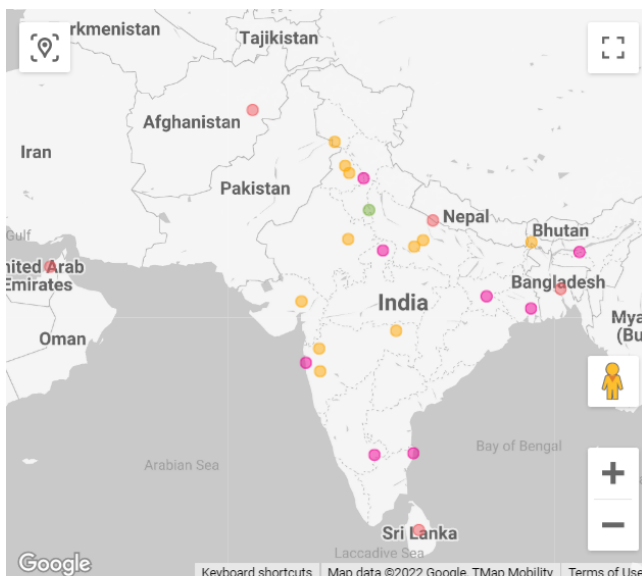 rkmenistan
Tajikistan
Afghanistan
Iran
Pakistan
Nepal
Bhutan
Gulf
nited Arab
Emirates
Bangladesh
India
Oman
Mya
(Bu
Bay of Bengal
Arabian Sea
Sri Lanka
Laccadive Sea
Google
Keyboard shortcuts
Map data ©2022 Google, TMap Mobility
Terms of Use